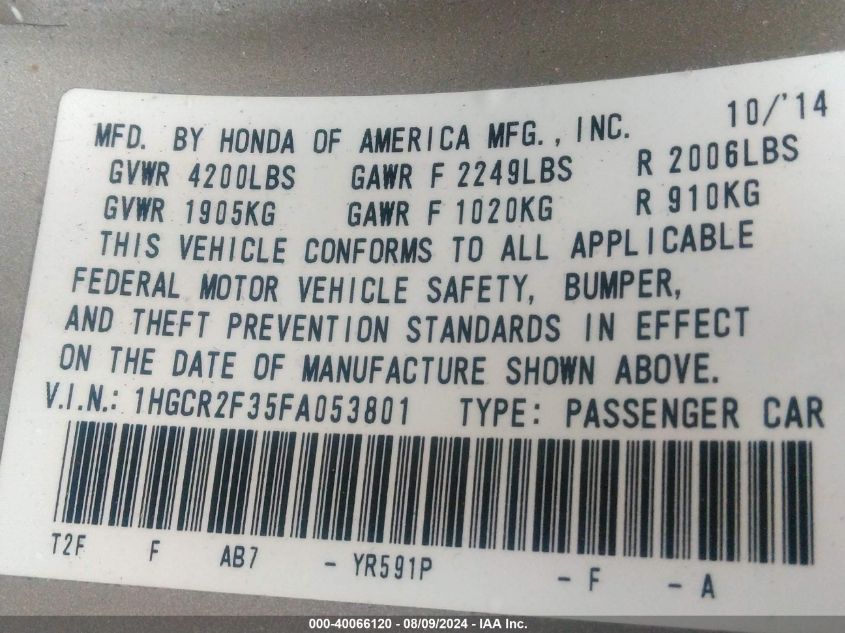 10/'14
MFD. BY HONDA OF AMERICA MFG., INC.
GVWR 4200LBS GAWR F 2249LBS R 2006LBS
GVWR 1905KG GAWR F 1020KG R 910KG
THIS VEHICLE CONFORMS TO ALL APPLICABLE
FEDERAL MOTOR VEHICLE SAFETY, BUMPER,
AND THEFT PREVENTION STANDARDS IN EFFECT
ON THE DATE OF MANUFACTURE SHOWN ABOVE.
V.I.N.: 1HGCR2F35FA053801 TYPE: PASSENGER CAR
T2F F AB7 - YR591P - F - A
000-40066120 - 08/09/2024 - IAA Inc.